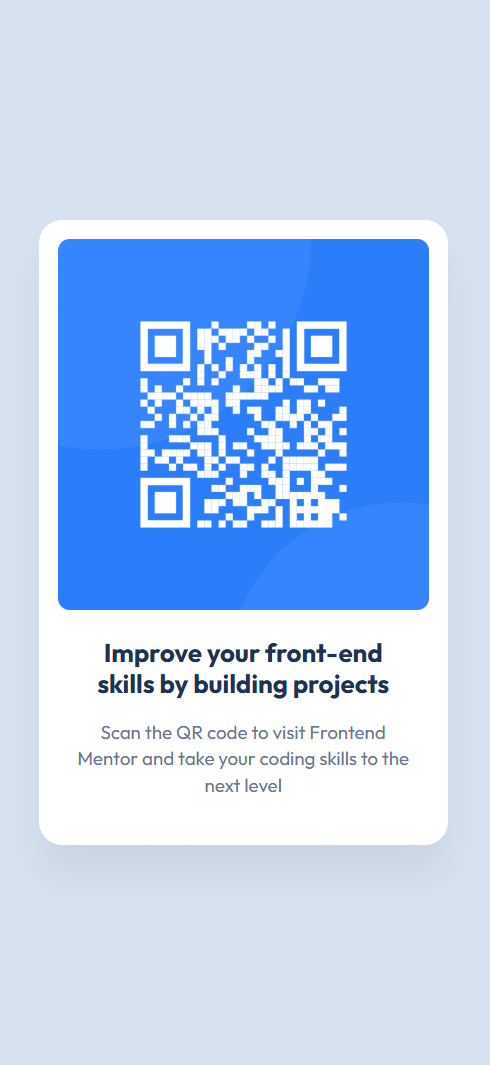 Improve your front-end
skills by building projects
Scan the QR code to visit Frontend
Mentor and take your coding skills to the
next level